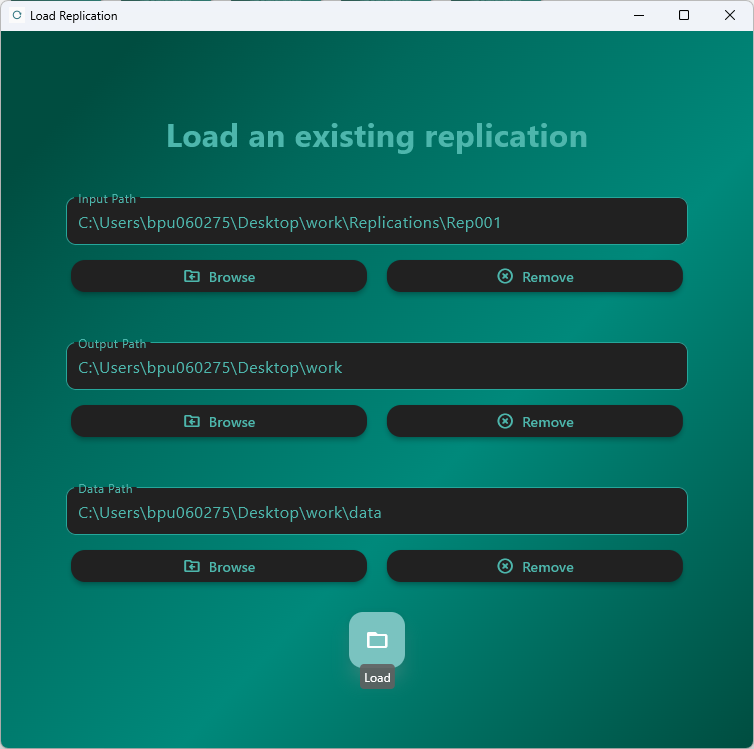 Load Replication
Load an existing replication
Input Path
C:\Users\bpu060275\Desktop\work\Replications\Rep001
Browse
Remove
Output Path
C:\Users\bpu060275\Desktop\work
Browse
Remove
Data Path
C:\Users\bpu060275\Desktop\work\data
Browse
Remove
Load